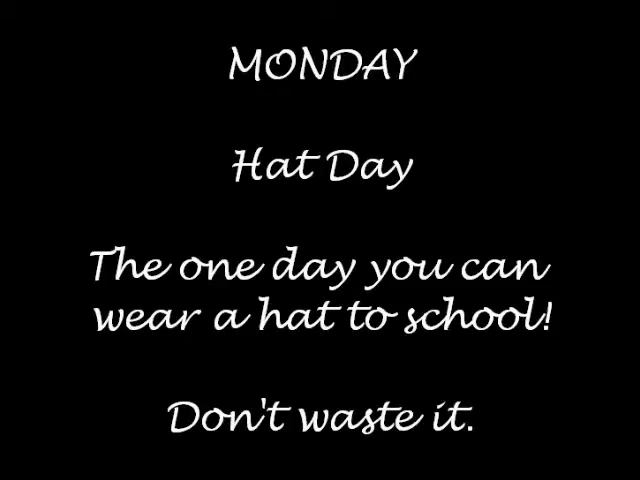 MONDAY
Hat Day
The one day you can
wear a hat to school!
Don't waste it.